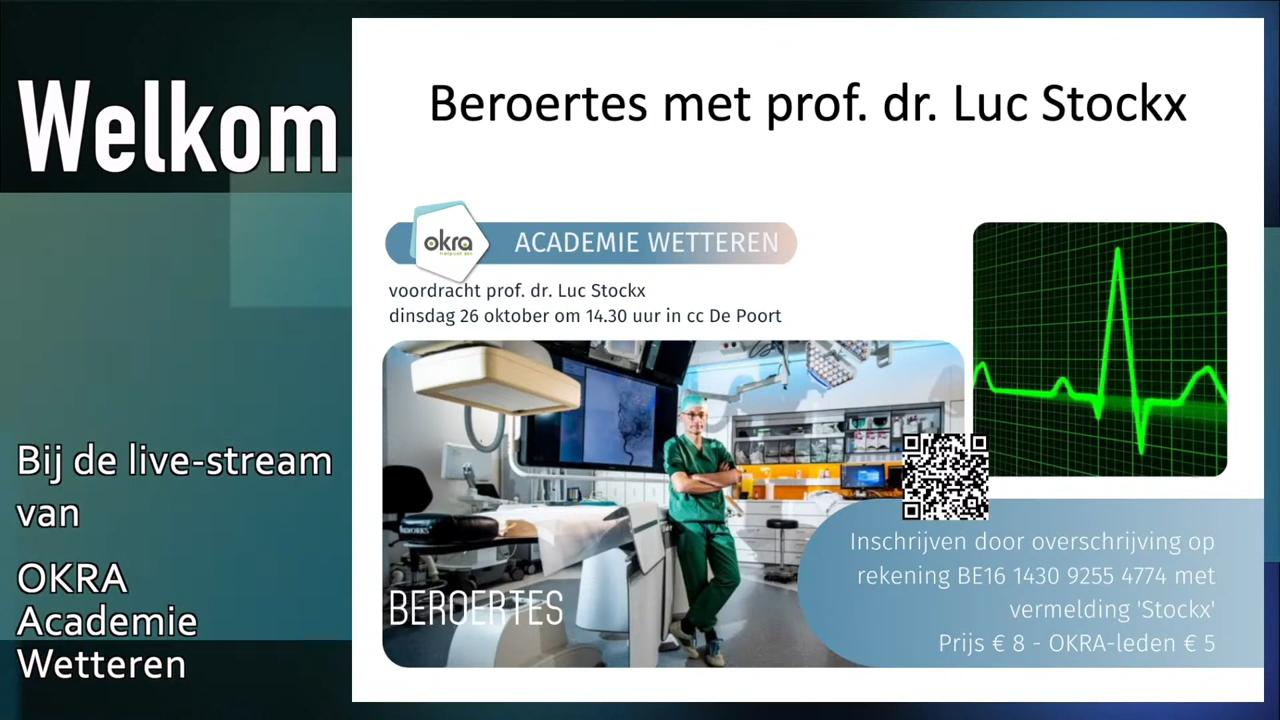 Welkom
Bij de live-stream
van
OKRA
Academie
Wetteren
Beroertes met prof. dr. Luc Stockx
okra
ACADEMIE WETTEREN
voordracht prof. dr. Luc Stockx
dinsdag 26 oktober om 14.30 uur in cc De Poort
BEROERTES
Inschrijven door overschrijving op
rekening BE16 1430 9255 4774 met
vermelding 'Stockx'
Prijs € 8 - OKRA-leden € 5